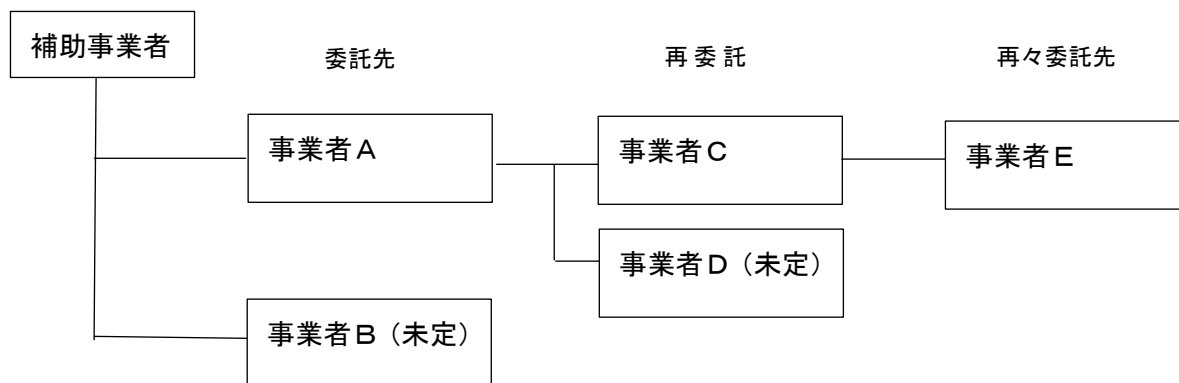 補助事業者
委託先
再委託
再々委託先
事業者A
事業者C
事業者E
事業者D（未定）
事業者B（未定）